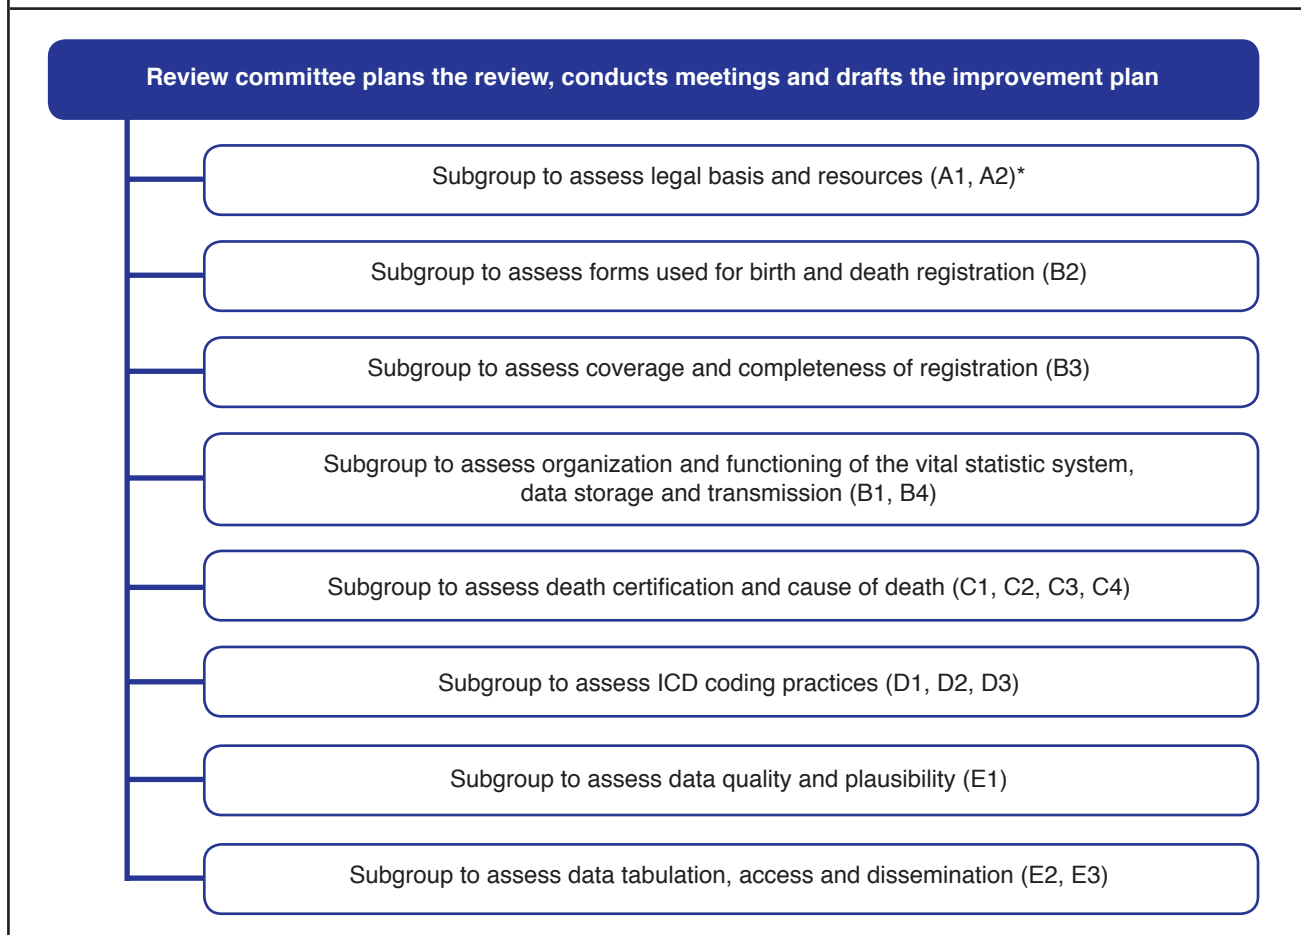 Review committee plans the review, conducts meetings and drafts the improvement plan
Subgroup to assess legal basis and resources (A1, A2)*
Subgroup to assess forms used for birth and death registration (B2)
Subgroup to assess coverage and completeness of registration (B3)
Subgroup to assess organization and functioning of the vital statistic system,
data storage and transmission (B1, B4)
Subgroup to assess death certification and cause of death (C1, C2, C3, C4)
Subgroup to assess ICD coding practices (D1, D2, D3)
Subgroup to assess data quality and plausibility (E1)
Subgroup to assess data tabulation, access and dissemination (E2, E3)